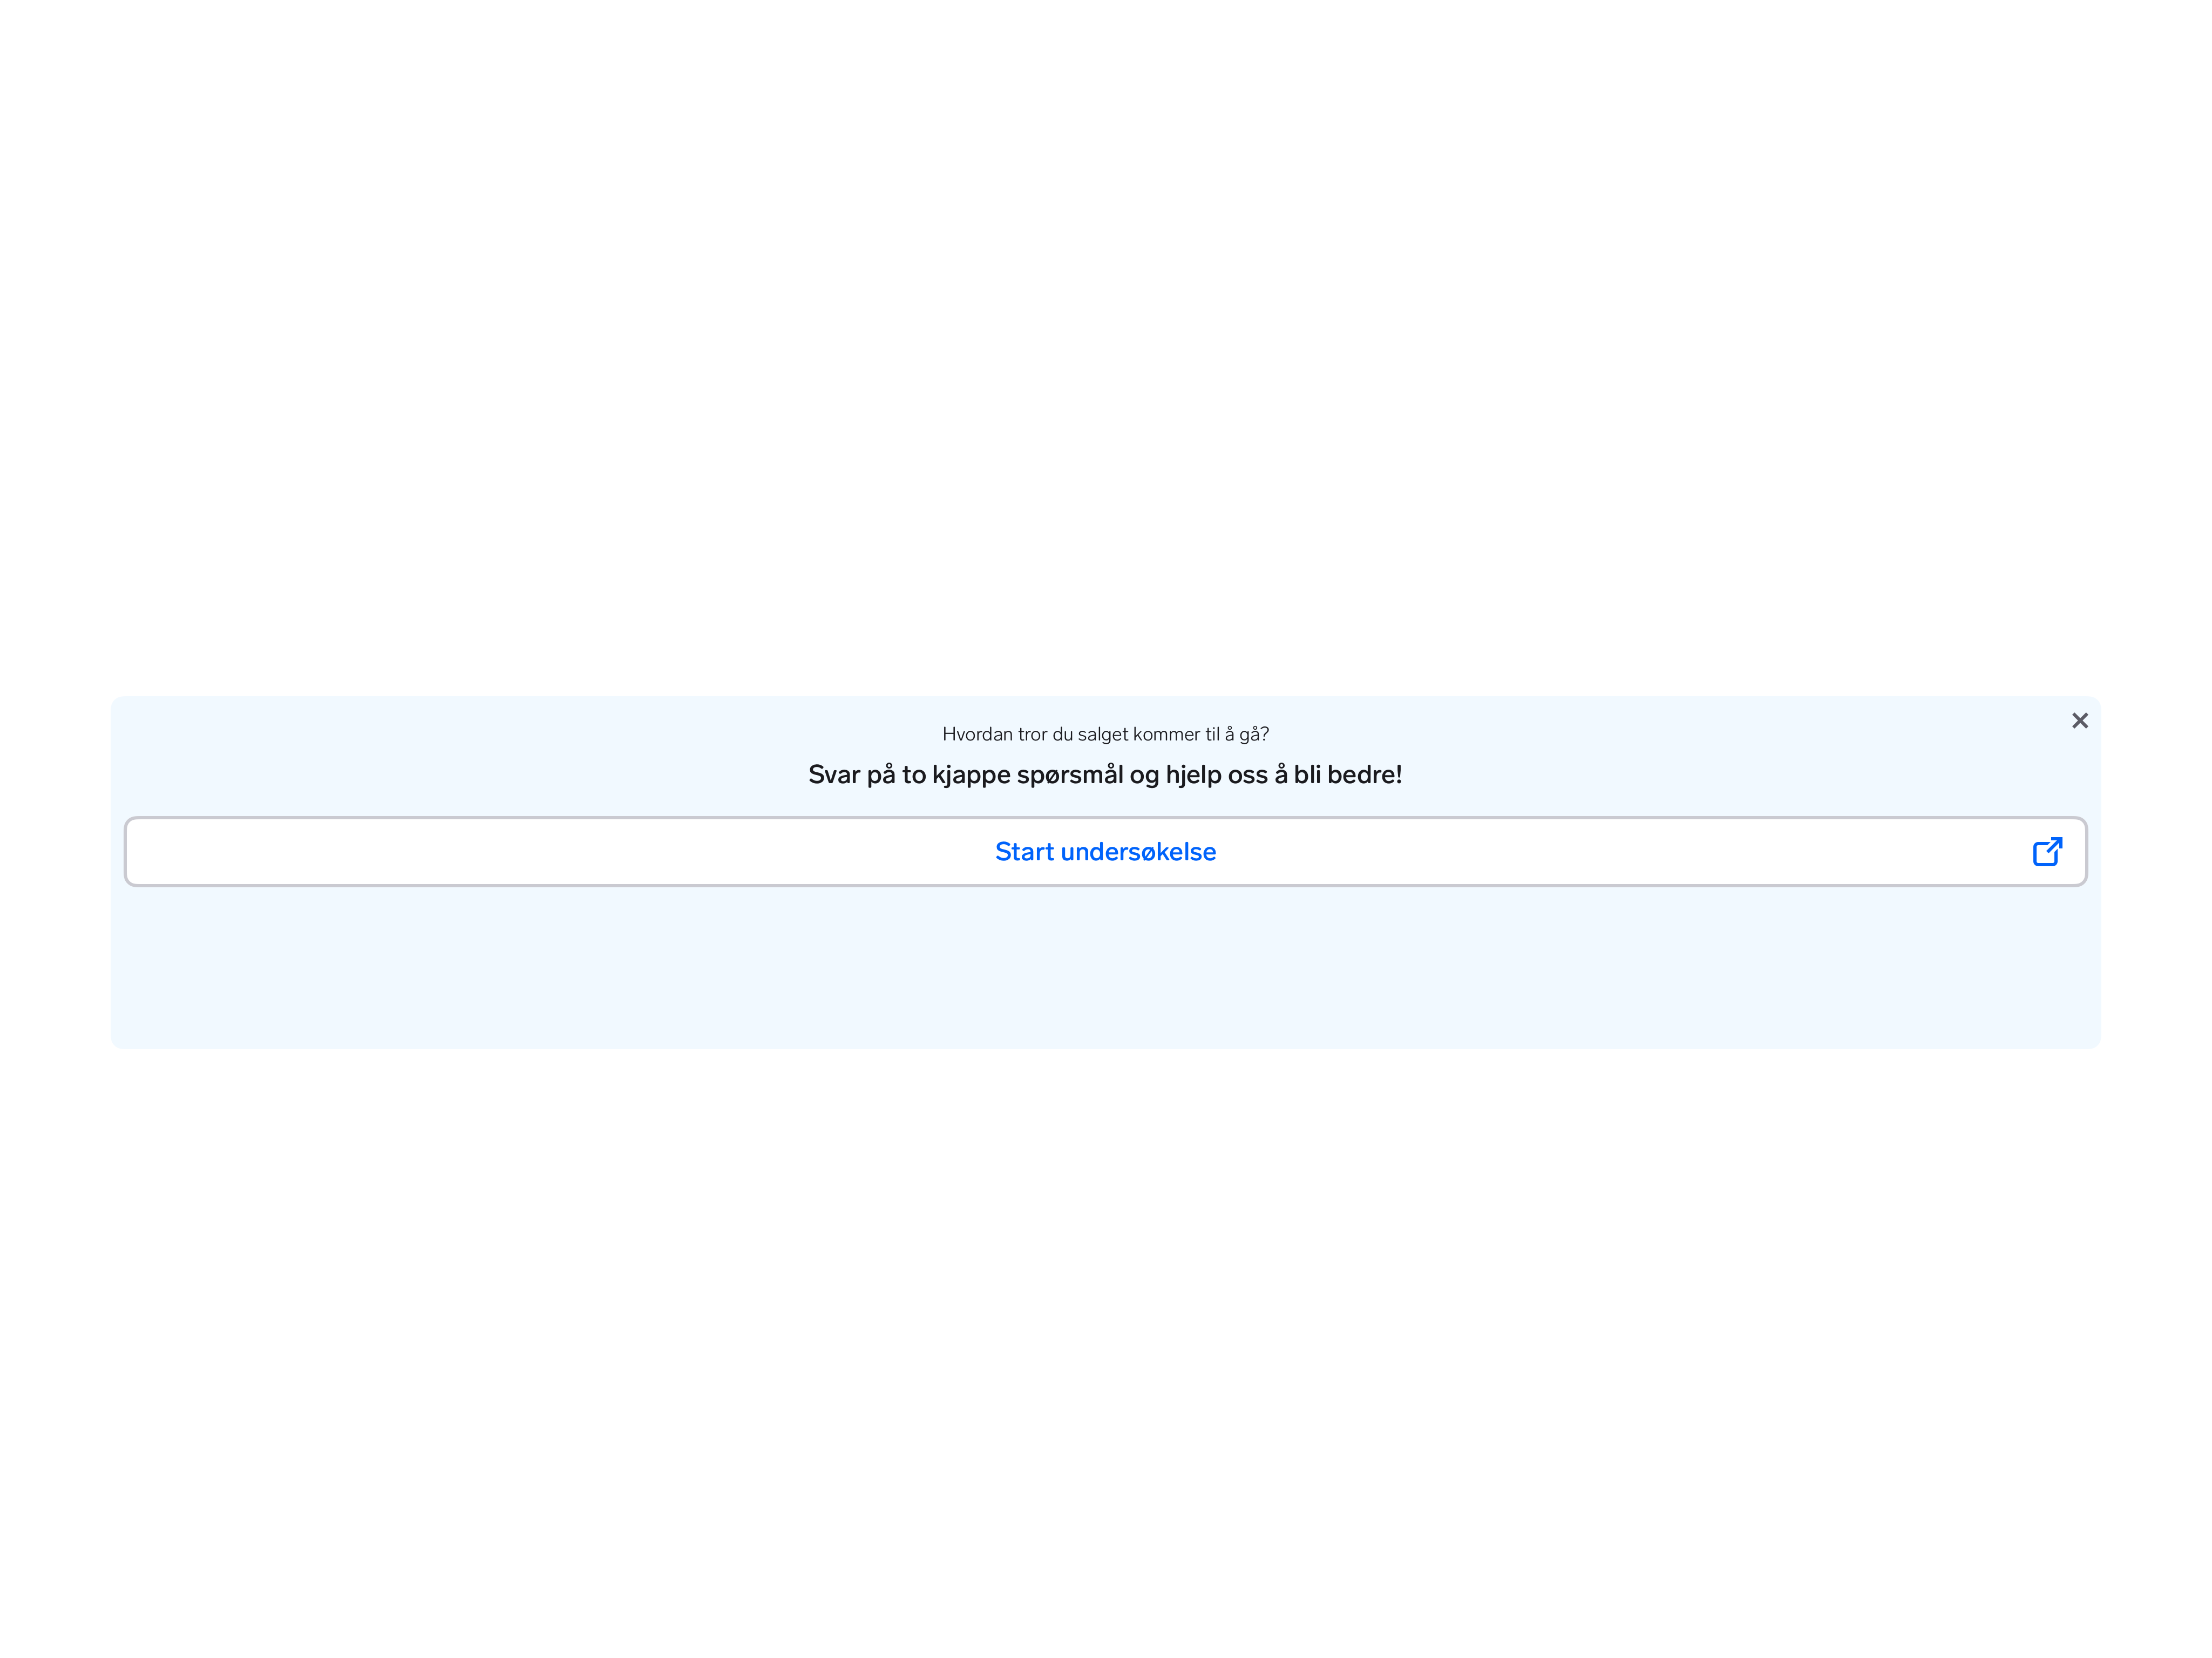 Hvordan tror du salget kommer til å gå?
Svar på to kjappe spørsmål og hjelp oss å bli bedre!
Start undersøkelse